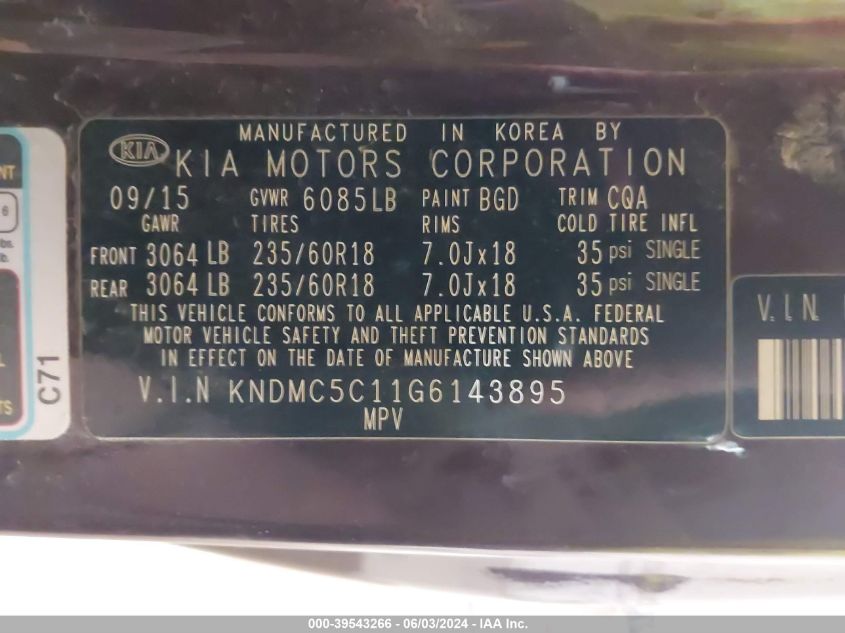 MANUFACTURED IN KOREA BY
KIA KIA MOTORS CORPORATION
09/15 GVWR 6085LB PAINT BGD TRIM CQA
GAWR TIRES RIMS COLD TIRE INFL
FRONT 3064 LB 235/60R18 7.0Jx18 35 psi SINGLE
REAR 3064 LB 235/60R18 7.0Jx18 35 psi SINGLE
THIS VEHICLE CONFORMS TO ALL APPLICABLE U.S.A. FEDERAL
MOTOR VEHICLE SAFETY AND THEFT PREVENTION STANDARDS
IN EFFECT ON THE DATE OF MANUFACTURE SHOWN ABOVE
V.I.N KNDMC5C11G6143895
MPV
C71
6
V.I.N.
000-39543266 - 06/03/2024 - IAA Inc.